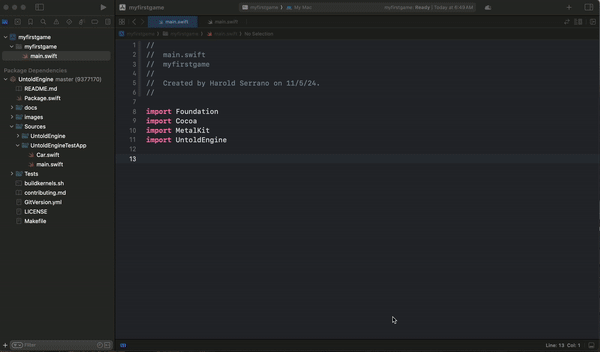 myfirstgame
myfirstgame 〉 My Mac
myfirstgame: Ready | Today at 4:49 AM
main.swift
main.swift
myfirstgame 〉 myfirstgame 〉 main.swift 〉 No Selection
myfirstgame
myfirstgame
main.swift
Package Dependencies
UntoldEngine master (9377170)
README.md
Package.swift
docs
images
Sources
UntoldEngine
UntoldEngineTestApp
Car.swift
main.swift
Tests
buildkernels.sh
contributing.md
GitVersion.yml
LICENSE
Makefile
Filter
1 //
2 // main.swift
3 // myfirstgame
4 //
5 // Created by Harold Serrano on 11/5/24.
6 //
7
8 import Foundation
9 import Cocoa
10 import MetalKit
11 import UntoldEngine
12
13
Line: 13 Col: 1